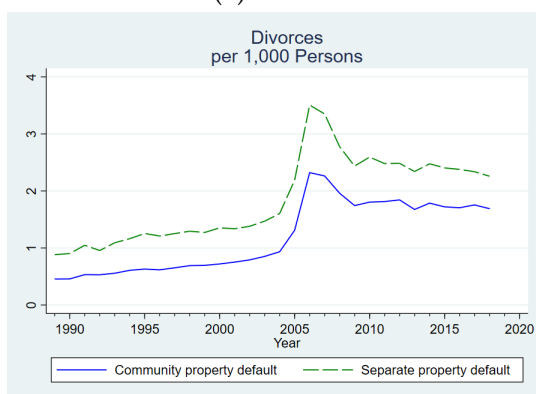 Divorces
per 1,000 Persons
4
3
2
1
0
1990 1995 2000 2005 2010 2015 2020
Year
Community property default Separate property default